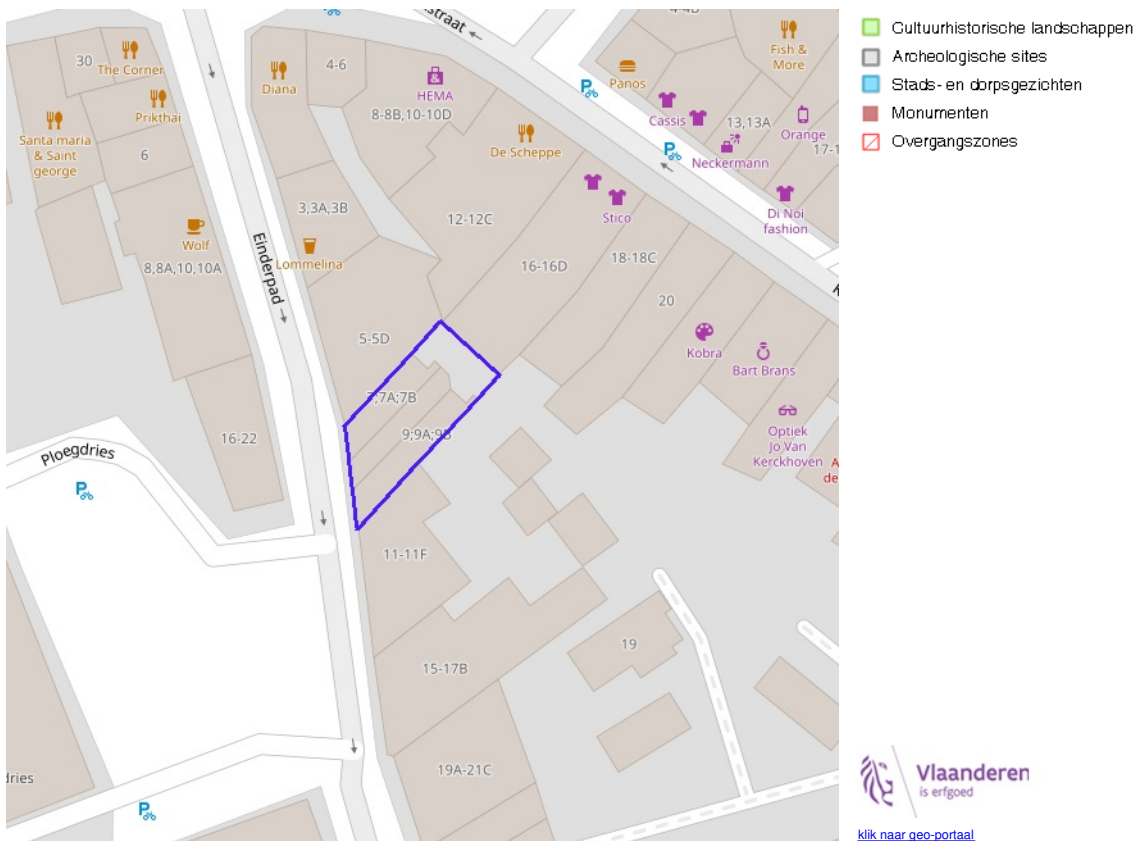 straat
4-4B
30
The Corner
Prikthai
Santa maria
& Saint
george
6
Wolf
8,8A,10,10A
Diana
4-6
HEMA
8-8B,10-10D
De Scheppe
Panos
Fish &
More
Cassis
13,13A
Neckermann
Orange
17-1
Di Noi
fashion
Stico
3,3A,3B
Lommelina
12-12C
16-16D
18-18C
20
K
Einderpad
5-5D
7;7A;7B
9;9A;9B
Kobra
Bart Brans
Optiek
Jo Van
Kerckhoven
A
de
16-22
Ploegdries
11-11F
15-17B
19
19A-21C
dries
Cultuurhistorische landschappen
Archeologische sites
Stads- en dorpsgezichten
Monumenten
Overgangszones
Vlaanderen
is erfgoed
klik naar geo-portaal